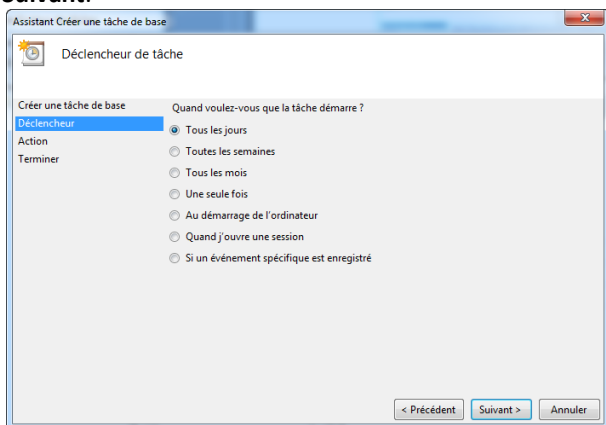 Suivant.
Assistant Créer une tâche de base
Déclencheur de tâche
Créer une tâche de base
Quand voulez-vous que la tâche démarre ?
Déclencheur
Tous les jours
Action
Toutes les semaines
Terminer
Tous les mois
Une seule fois
Au démarrage de l'ordinateur
Quand j'ouvre une session
Si un événement spécifique est enregistré
< Précédent
Suivant >
Annuler